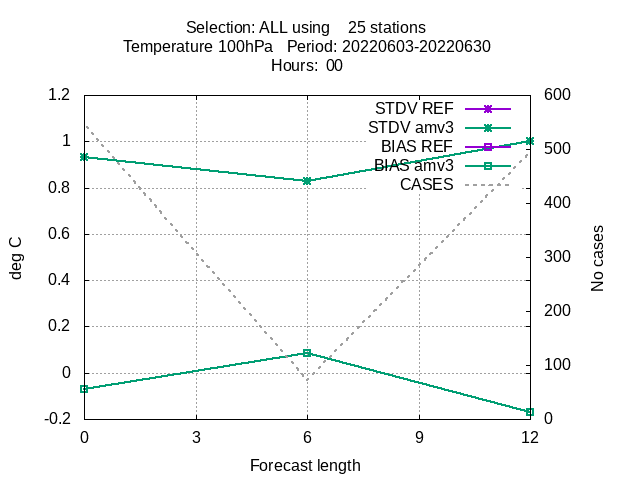 Selection: ALL using    25 stations
Temperature 100hPa   Period: 20220603-20220630
Hours:  00
1.2
1
0.8
0.6
0.4
0.2
0
-0.2
deg C
600
500
400
300
200
100
0
No cases
STDV REF
STDV amv3
BIAS REF
BIAS amv3
CASES
0 3 6 9 12
Forecast length